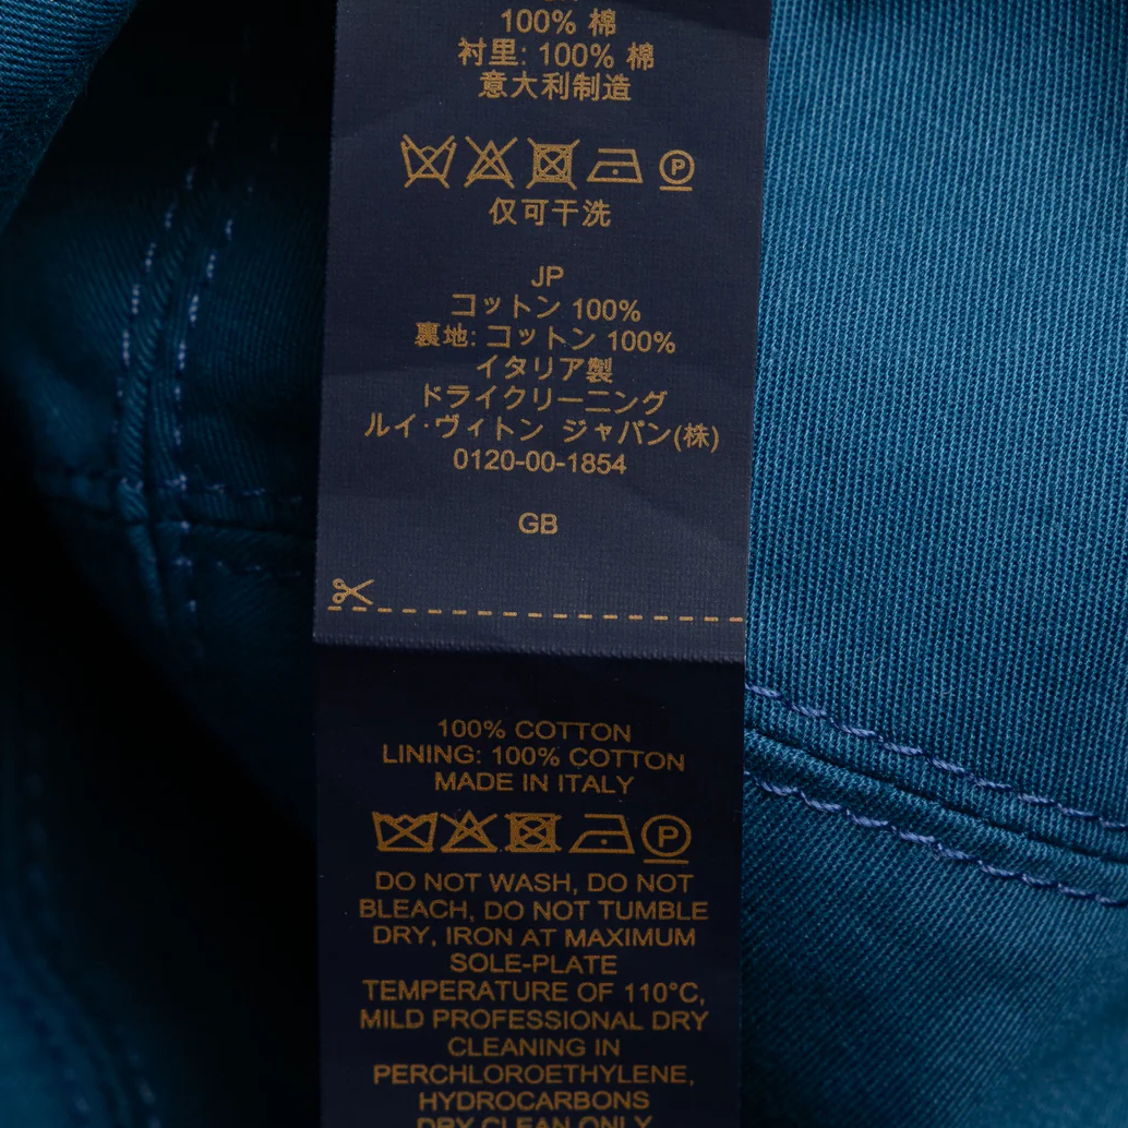 100% 棉
衬里: 100% 棉
意大利制造
P
仅可干洗
JP
コットン 100%
裏地: コットン 100%
イタリア製
ドライクリーニング
ルイ·ヴィトン ジャパン(株)
0120-00-1854
GB
100% COTTON
LINING: 100% COTTON
MADE IN ITALY
P
DO NOT WASH, DO NOT
BLEACH, DO NOT TUMBLE
DRY, IRON AT MAXIMUM
SOLE-PLATE
TEMPERATURE OF 110°C,
MILD PROFESSIONAL DRY
CLEANING IN
PERCHLOROETHYLENE,
HYDROCARBONS
DRY CLEAN ONLY